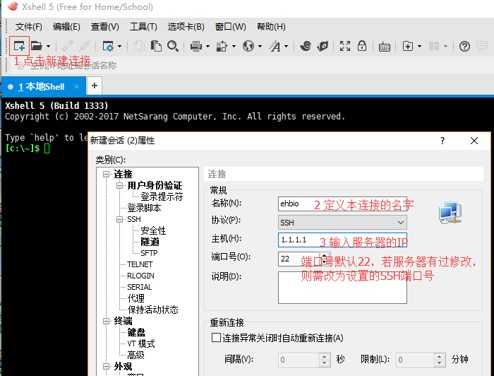 Xshell 5 (Free for Home/School)
文件(F) 编辑(E) 查看(V) 工具(T) 选项卡(B) 窗口(W) 帮助(H)
1 点击新建连接
主机,IP地址或会话名称
1 本地Shell × +
Xshell 5 (Build 1333)
Copyright (c) 2002-2017 NetSarang Computer, Inc. All rights reserved.
Type `help' to le
[c:\~]$
新建会话 (2)属性 ? ×
类别(C):
连接
用户身份验证
登录提示符
登录脚本
SSH
安全性
隧道
SFTP
TELNET
RLOGIN
SERIAL
代理
保持活动状态
终端
键盘
VT 模式
高级
外观
连接
常规
名称(N): ehbio 2 定义本连接的名字
协议(P): SSH
主机(H): 1.1.1.1 3 输入服务器的IP
端口号(O): 22 端口号默认22，若服务器有过修改，
则需改为设置的SSH端口号
说明(D):
重新连接
连接异常关闭时自动重新连接(A)
间隔(V): 0 秒 限制(L): 0 分钟